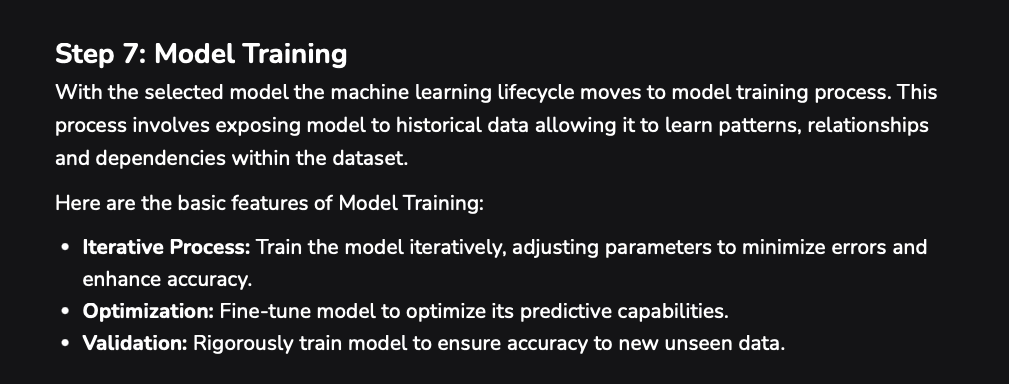 Step 7: Model Training
With the selected model the machine learning lifecycle moves to model training process. This
process involves exposing model to historical data allowing it to learn patterns, relationships
and dependencies within the dataset.
Here are the basic features of Model Training:
• Iterative Process: Train the model iteratively, adjusting parameters to minimize errors and
enhance accuracy.
• Optimization: Fine-tune model to optimize its predictive capabilities.
• Validation: Rigorously train model to ensure accuracy to new unseen data.